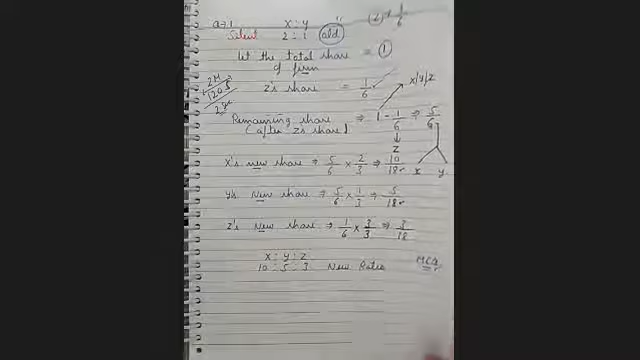 x : y (z) → 1/6
Silent 2 : 1 old
let the total share = 1
of firm
z's share = 1/6 x/y/z
Remaining share ⇒ 1 - 1/6 ⇒ 5/6
(after z's share) ↓
z
x y
x's new share ⇒ 5/6 × 2/3 ⇒ 10/18
y's New share ⇒ 5/6 × 1/3 ⇒ 5/18
z's New share ⇒ 1/6 × 3/3 ⇒ 3/18
x : y : z MCQ
10 : 5 : 3 New Ratio